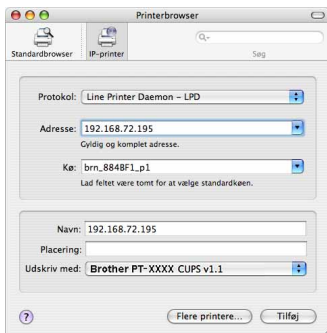 Printerbrowser
Standardbrowser IP-printer Søg
Protokol: Line Printer Daemon – LPD
Adresse: 192.168.72.195
Gyldig og komplet adresse.
Kø: brn_884BF1_p1
Lad feltet være tomt for at vælge standardkøen.
Navn: 192.168.72.195
Placering:
Udskriv med: Brother PT-XXXX CUPS v1.1
? Flere printere... Tilføj